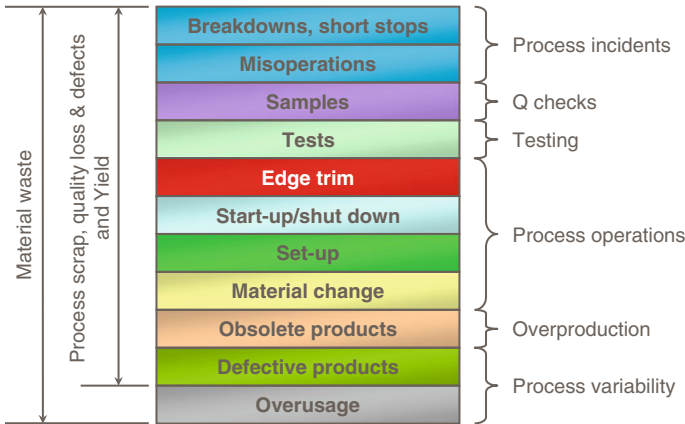 Material waste
Process scrap, quality loss & defects
and Yield
Breakdowns, short stops
Misoperations
Samples
Tests
Edge trim
Start-up/shut down
Set-up
Material change
Obsolete products
Defective products
Overusage
Process incidents
Q checks
Testing
Process operations
Overproduction
Process variability